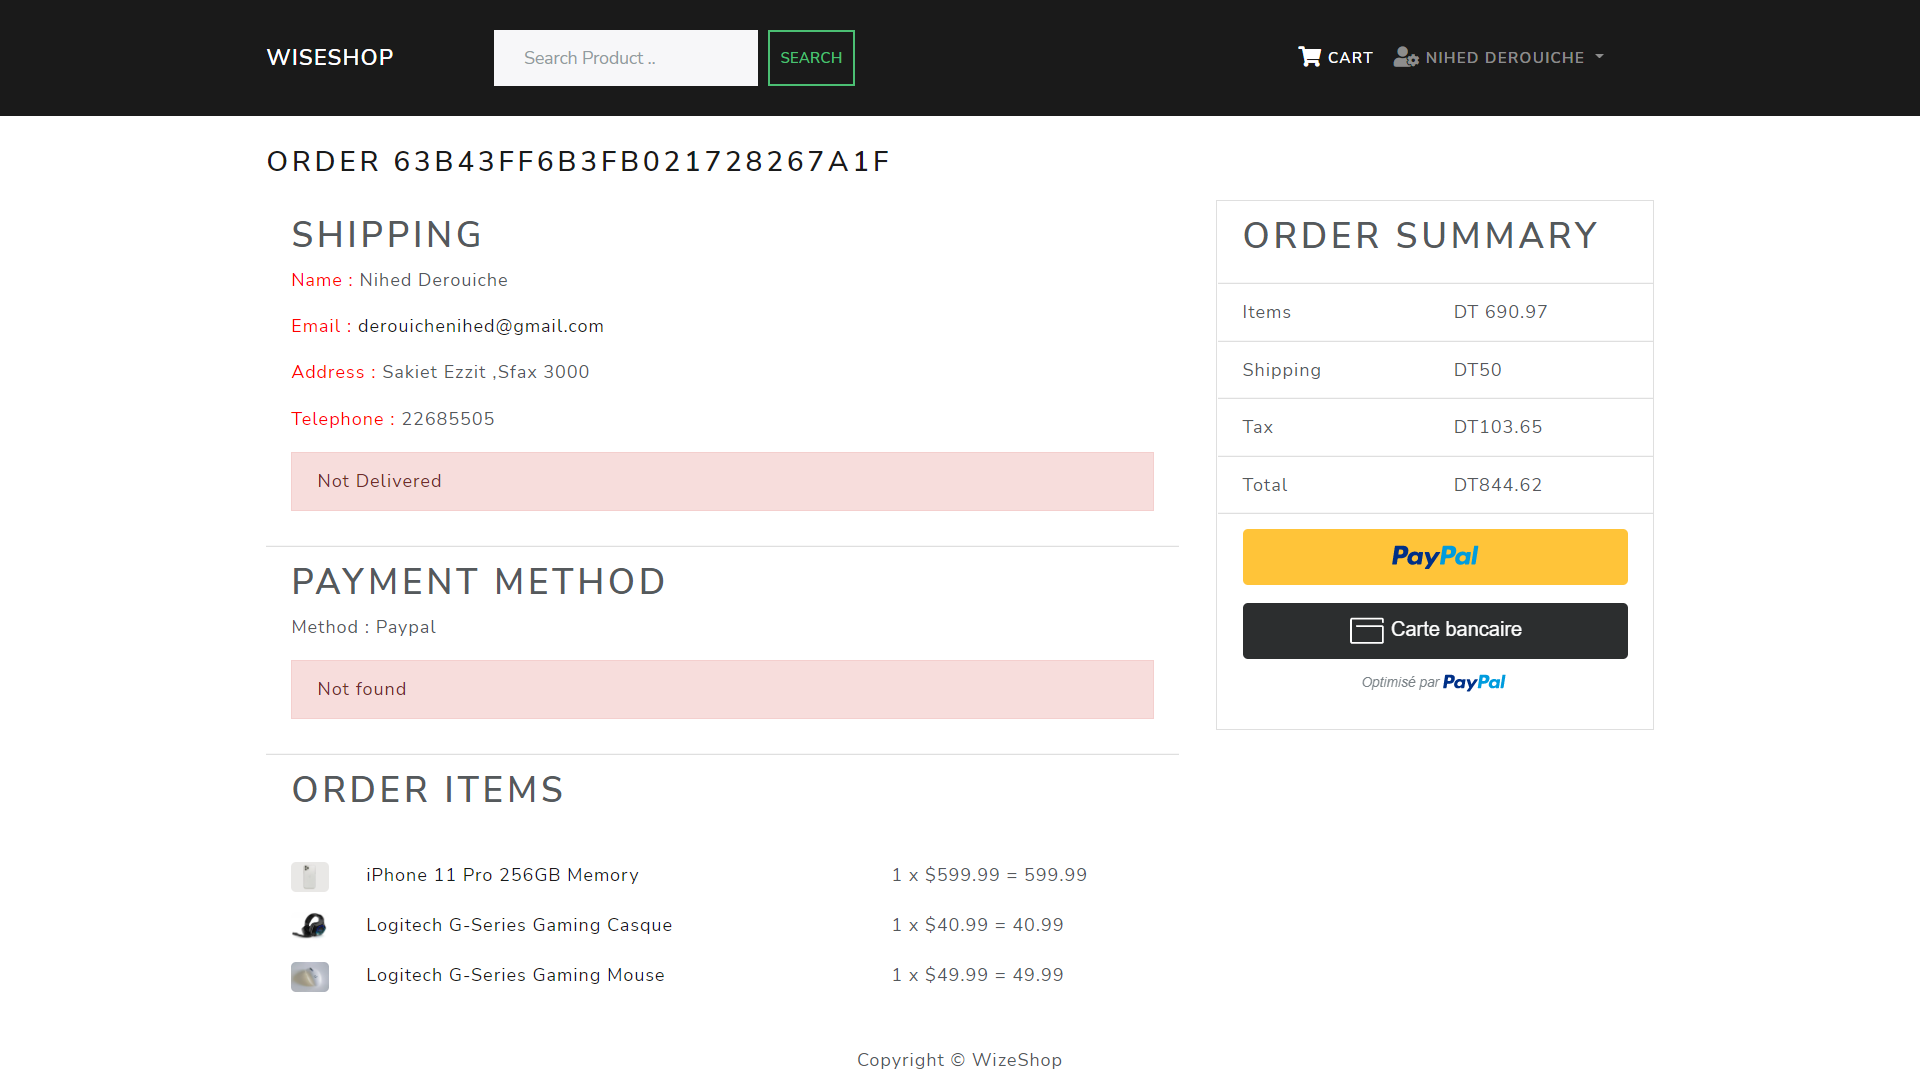 WISESHOP
Search Product ..
SEARCH
CART
NIHED DEROUICHE
ORDER 63B43FF6B3FB021728267A1F
SHIPPING
Name : Nihed Derouiche
Email : derouichenihed@gmail.com
Address : Sakiet Ezzit ,Sfax 3000
Telephone : 22685505
Not Delivered
PAYMENT METHOD
Method : Paypal
Not found
ORDER ITEMS
iPhone 11 Pro 256GB Memory 1 x $599.99 = 599.99
Logitech G-Series Gaming Casque 1 x $40.99 = 40.99
Logitech G-Series Gaming Mouse 1 x $49.99 = 49.99
ORDER SUMMARY
Items DT 690.97
Shipping DT50
Tax DT103.65
Total DT844.62
PayPal
Carte bancaire
Optimisé par PayPal
Copyright © WizeShop